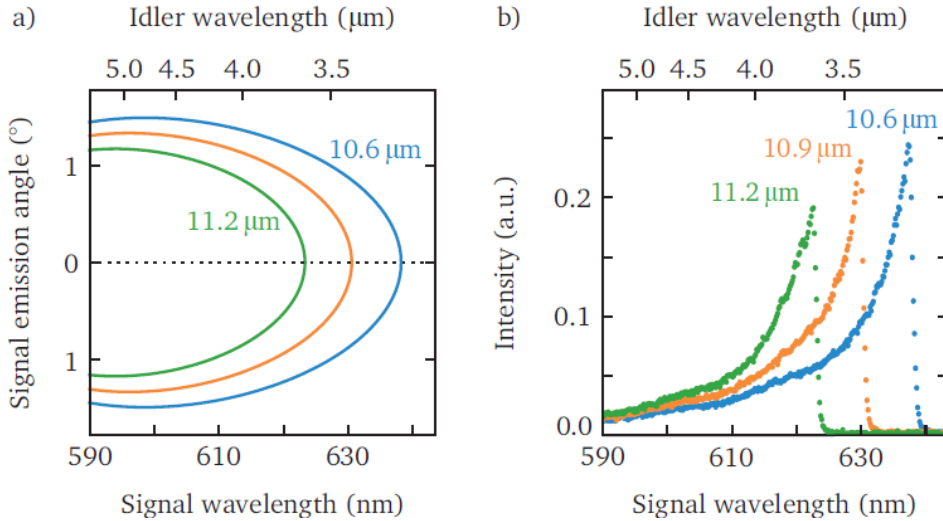 a)
Idler wavelength (μm)
5.0 4.5 4.0 3.5
Signal emission angle (°)
1
0
1
10.6 μm
11.2 μm
590 610 630
Signal wavelength (nm)
b)
Idler wavelength (μm)
5.0 4.5 4.0 3.5
Intensity (a.u.)
0.2
0.1
0.0
10.6 μm
10.9 μm
11.2 μm
590 610 630
Signal wavelength (nm)